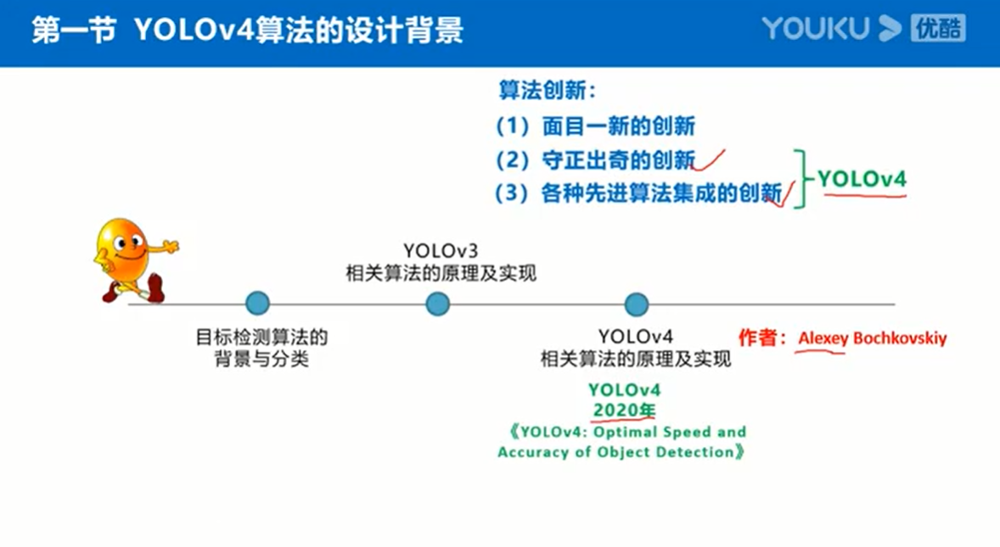 第一节 YOLOv4算法的设计背景
YOUKU 优酷
算法创新：
（1）面目一新的创新
（2）守正出奇的创新
（3）各种先进算法集成的创新
YOLOv4
YOLOv3
相关算法的原理及实现
目标检测算法的
背景与分类
YOLOv4
相关算法的原理及实现
作者：Alexey Bochkovskiy
YOLOv4
2020年
《YOLOv4: Optimal Speed and
Accuracy of Object Detection》